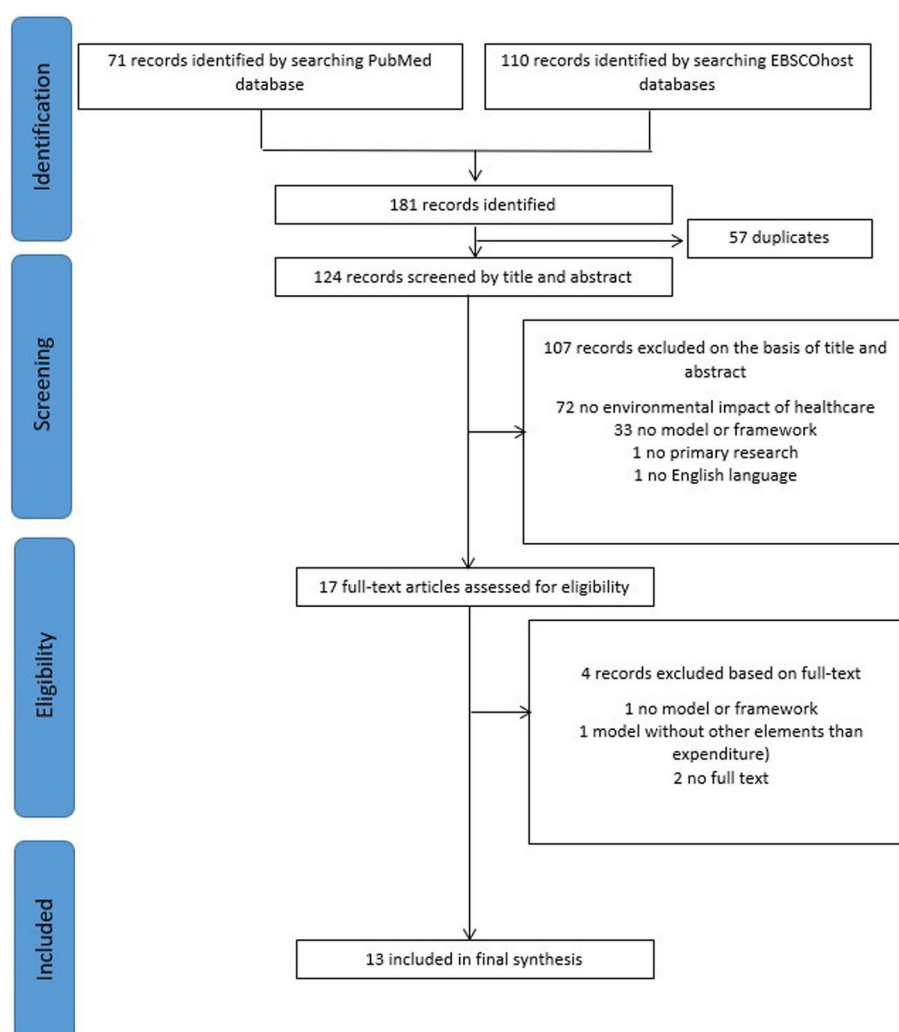 Identification
71 records identified by searching PubMed
database
110 records identified by searching EBSCOhost
databases
181 records identified
57 duplicates
Screening
124 records screened by title and abstract
107 records excluded on the basis of title and
abstract
72 no environmental impact of healthcare
33 no model or framework
1 no primary research
1 no English language
Eligibility
17 full-text articles assessed for eligibility
4 records excluded based on full-text
1 no model or framework
1 model without other elements than
expenditure)
2 no full text
Included
13 included in final synthesis